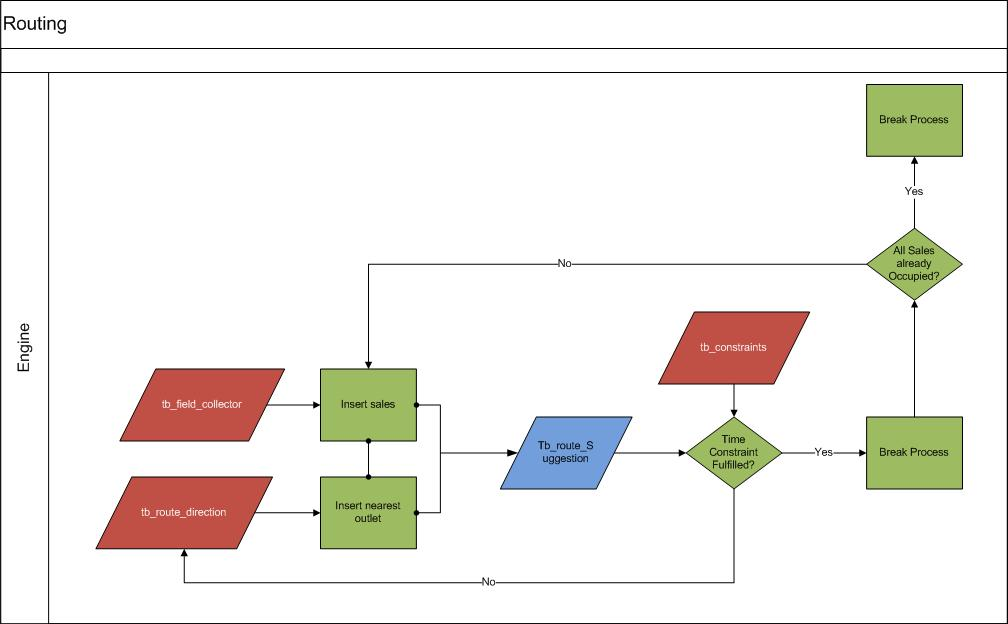 Routing
Engine
Break Process
Yes
All Sales
already
Occupied?
No
tb_constraints
tb_field_collector
Insert sales
Tb_route_S
uggestion
Time
Constraint
Fulfilled?
Yes
Break Process
tb_route_direction
Insert nearest
outlet
No